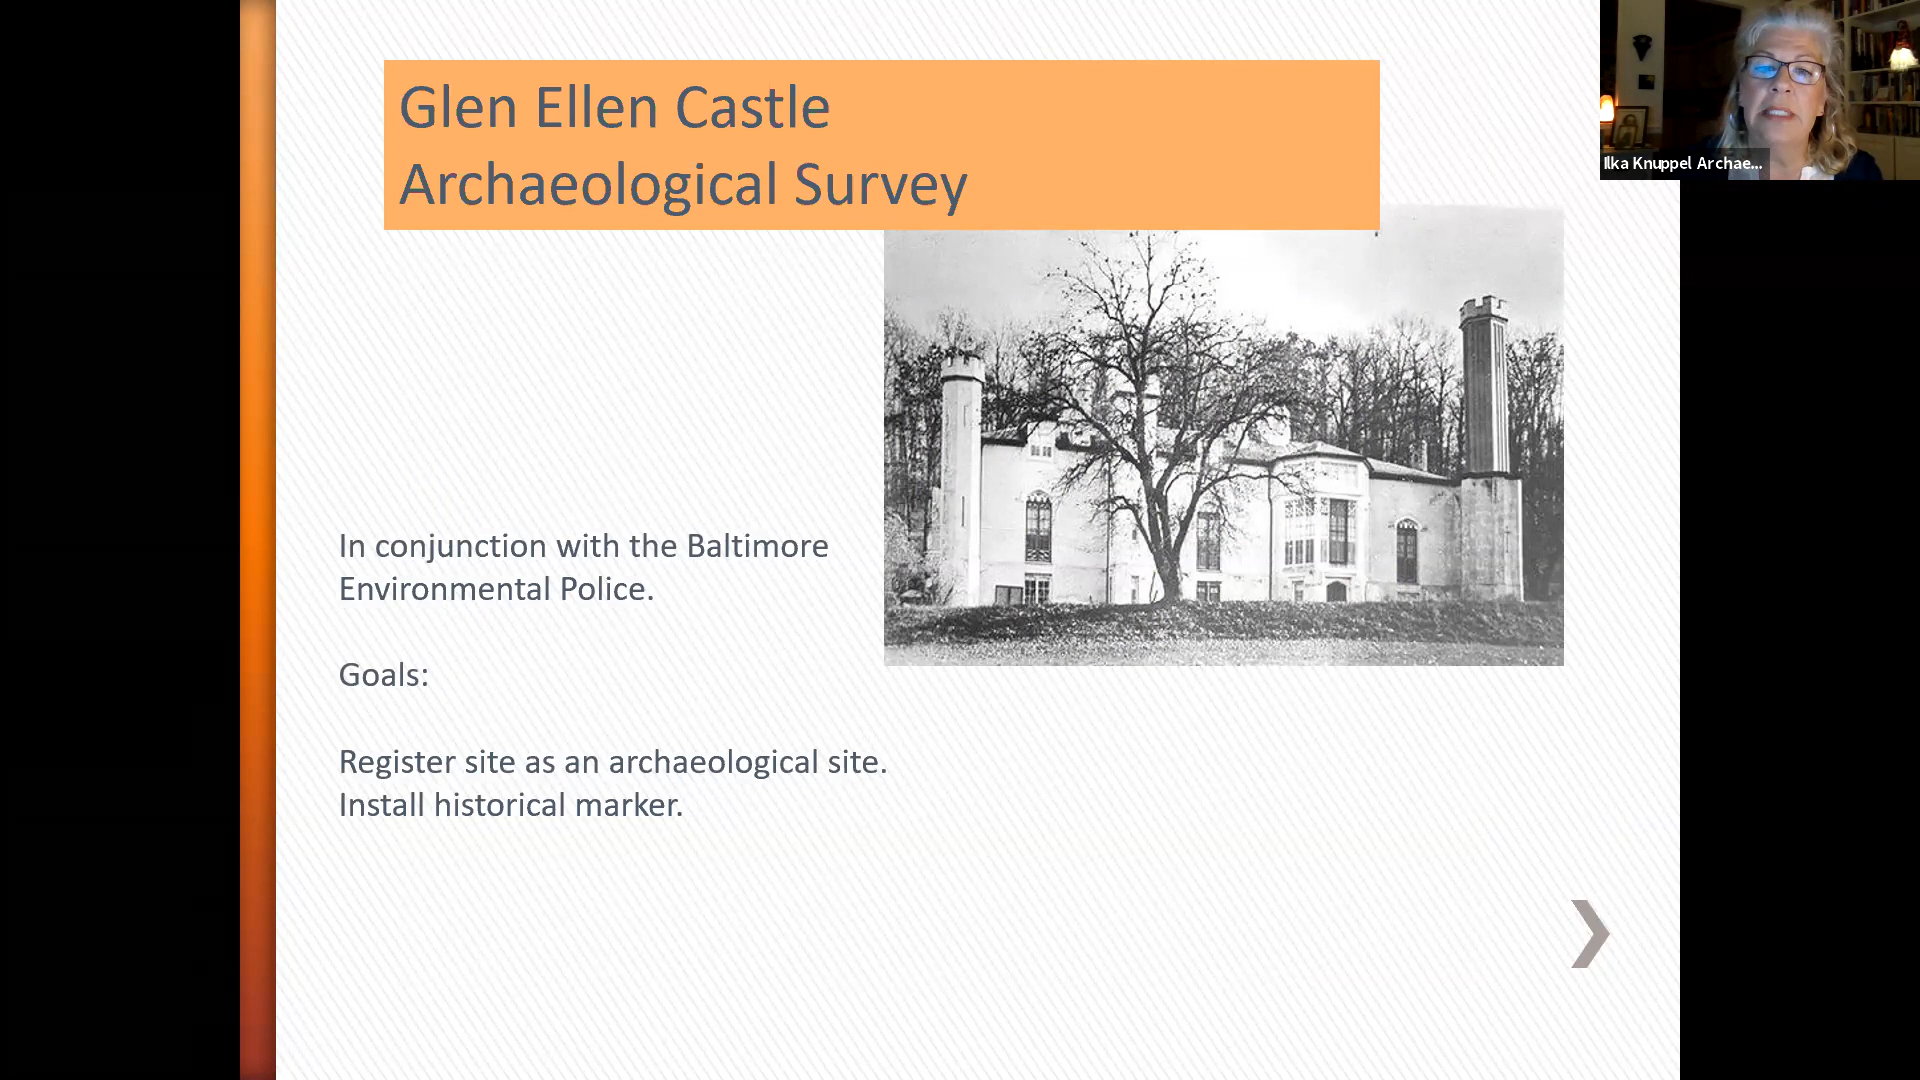 Glen Ellen Castle
Archaeological Survey
Ilka Knuppel Archae...
In conjunction with the Baltimore
Environmental Police.
Goals:
Register site as an archaeological site.
Install historical marker.